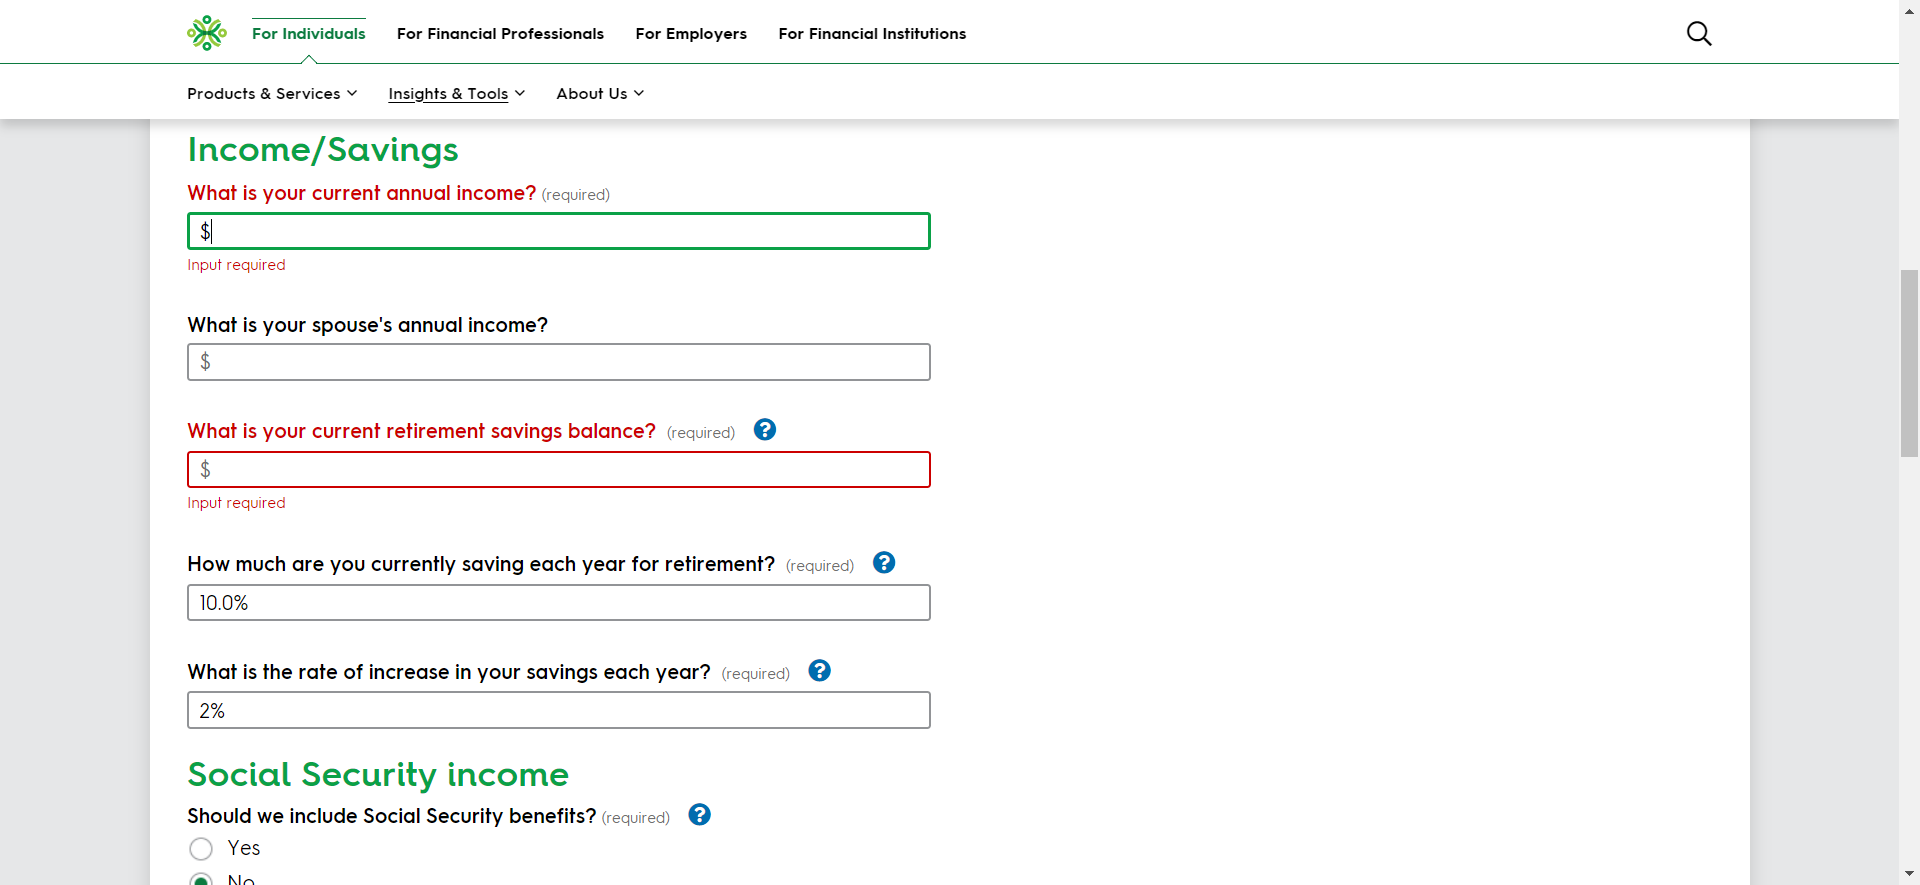 For Individuals For Financial Professionals For Employers For Financial Institutions
Products & Services Insights & Tools About Us
Income/Savings
What is your current annual income? (required)
$
Input required
What is your spouse's annual income?
$
What is your current retirement savings balance? (required) ?
$
Input required
How much are you currently saving each year for retirement? (required) ?
10.0%
What is the rate of increase in your savings each year? (required) ?
2%
Social Security income
Should we include Social Security benefits? (required) ?
Yes
No